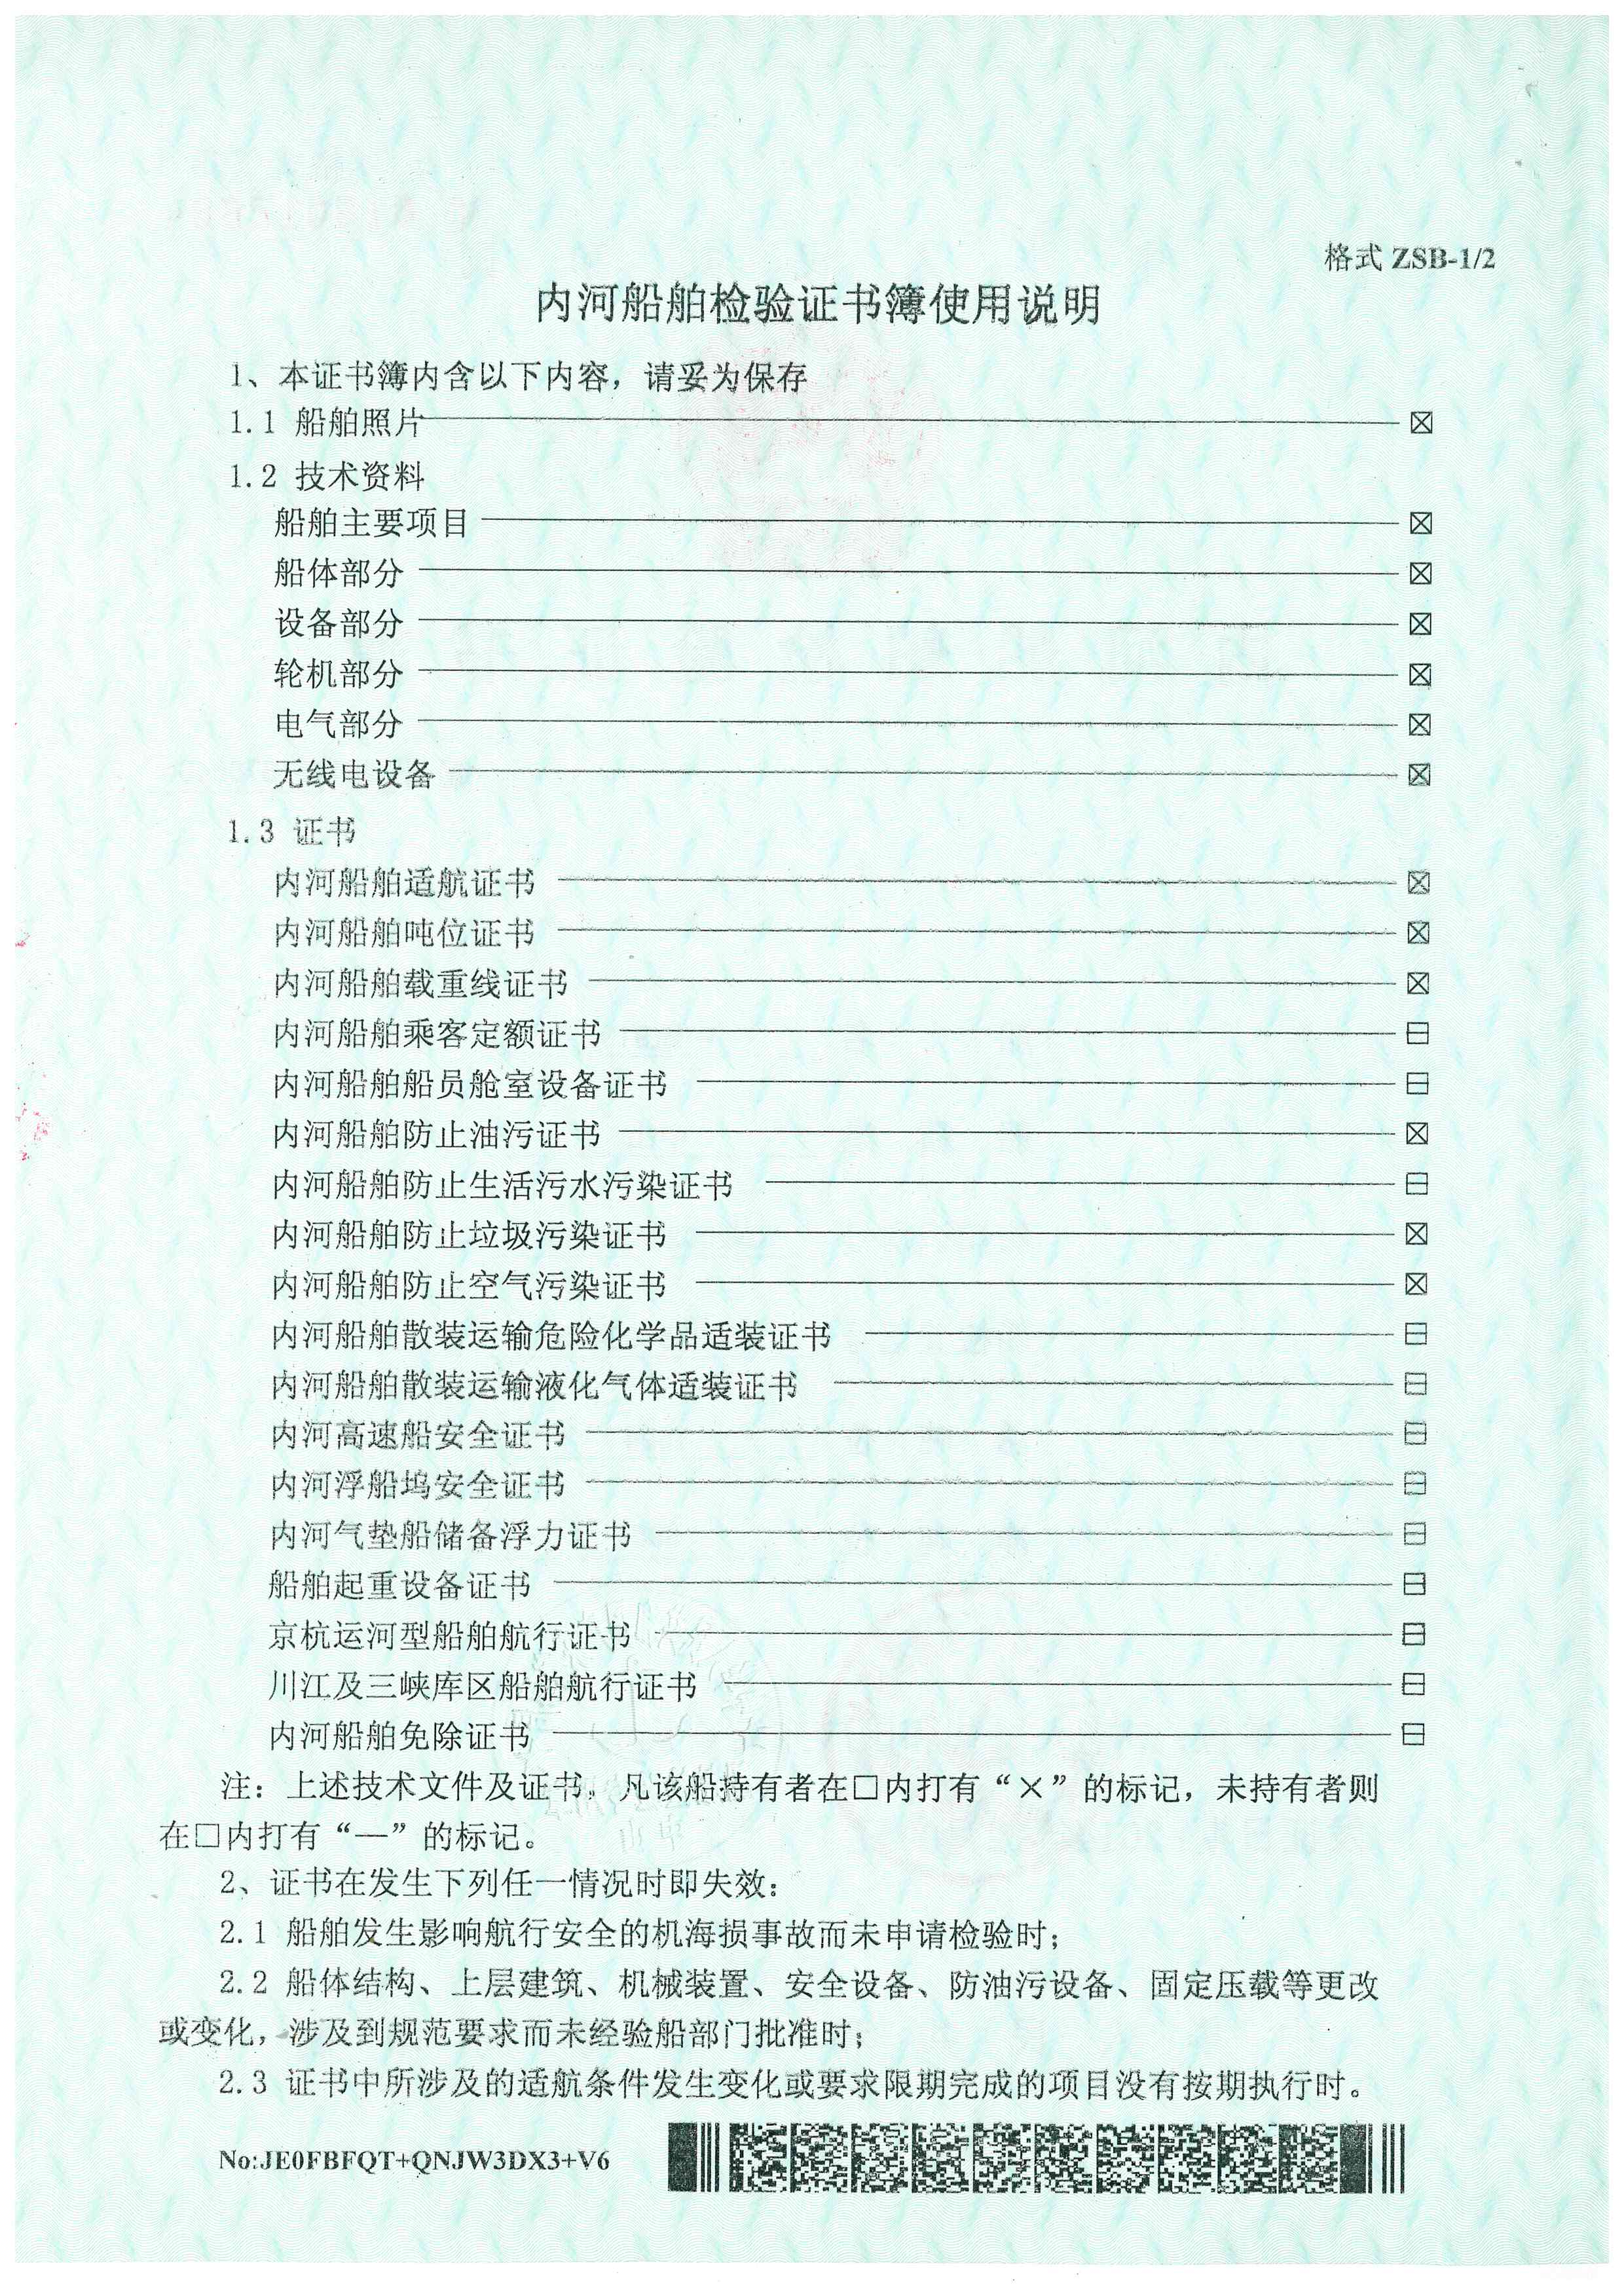 格式 ZSB-1/2
内河船舶检验证书簿使用说明
1、本证书簿内含以下内容，请妥为保存
1.1 船舶照片 ☒
1.2 技术资料
船舶主要项目 ☒
船体部分 ☒
设备部分 ☒
轮机部分 ☒
电气部分 ☒
无线电设备 ☒
1.3 证书
内河船舶适航证书 ☒
内河船舶吨位证书 ☒
内河船舶载重线证书 ☒
内河船舶乘客定额证书 ⊟
内河船舶船员舱室设备证书 ⊟
内河船舶防止油污证书 ☒
内河船舶防止生活污水污染证书 ⊟
内河船舶防止垃圾污染证书 ☒
内河船舶防止空气污染证书 ☒
内河船舶散装运输危险化学品适装证书 ⊟
内河船舶散装运输液化气体适装证书 ⊟
内河高速船安全证书 ⊟
内河浮船坞安全证书 ⊟
内河气垫船储备浮力证书 ⊟
船舶起重设备证书 ⊟
京杭运河型船舶航行证书 ⊟
川江及三峡库区船舶航行证书 ⊟
内河船舶免除证书 ⊟
注：上述技术文件及证书，凡该船持有者在□内打有“×”的标记，未持有者则
在□内打有“—”的标记。
2、证书在发生下列任一情况时即失效：
2.1 船舶发生影响航行安全的机海损事故而未申请检验时；
2.2 船体结构、上层建筑、机械装置、安全设备、防油污设备、固定压载等更改
或变化，涉及到规范要求而未经验船部门批准时；
2.3 证书中所涉及的适航条件发生变化或要求限期完成的项目没有按期执行时。
No:JE0FBFQT+QNJW3DX3+V6